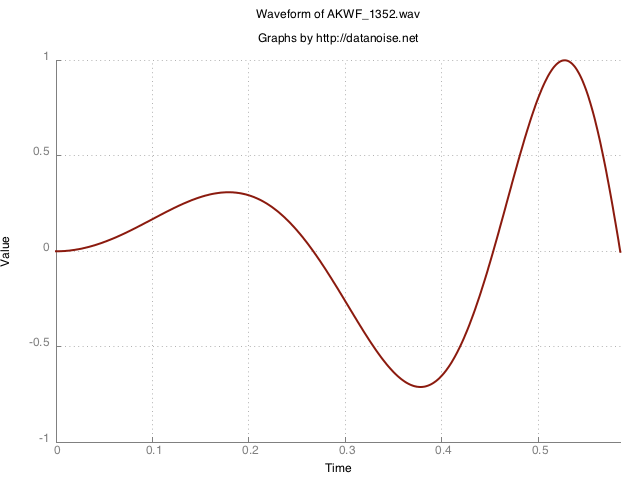 Waveform of AKWF_1352.wav
Graphs by http://datanoise.net
1
0.5
0
-0.5
-1
Value
0 0.1 0.2 0.3 0.4 0.5
Time